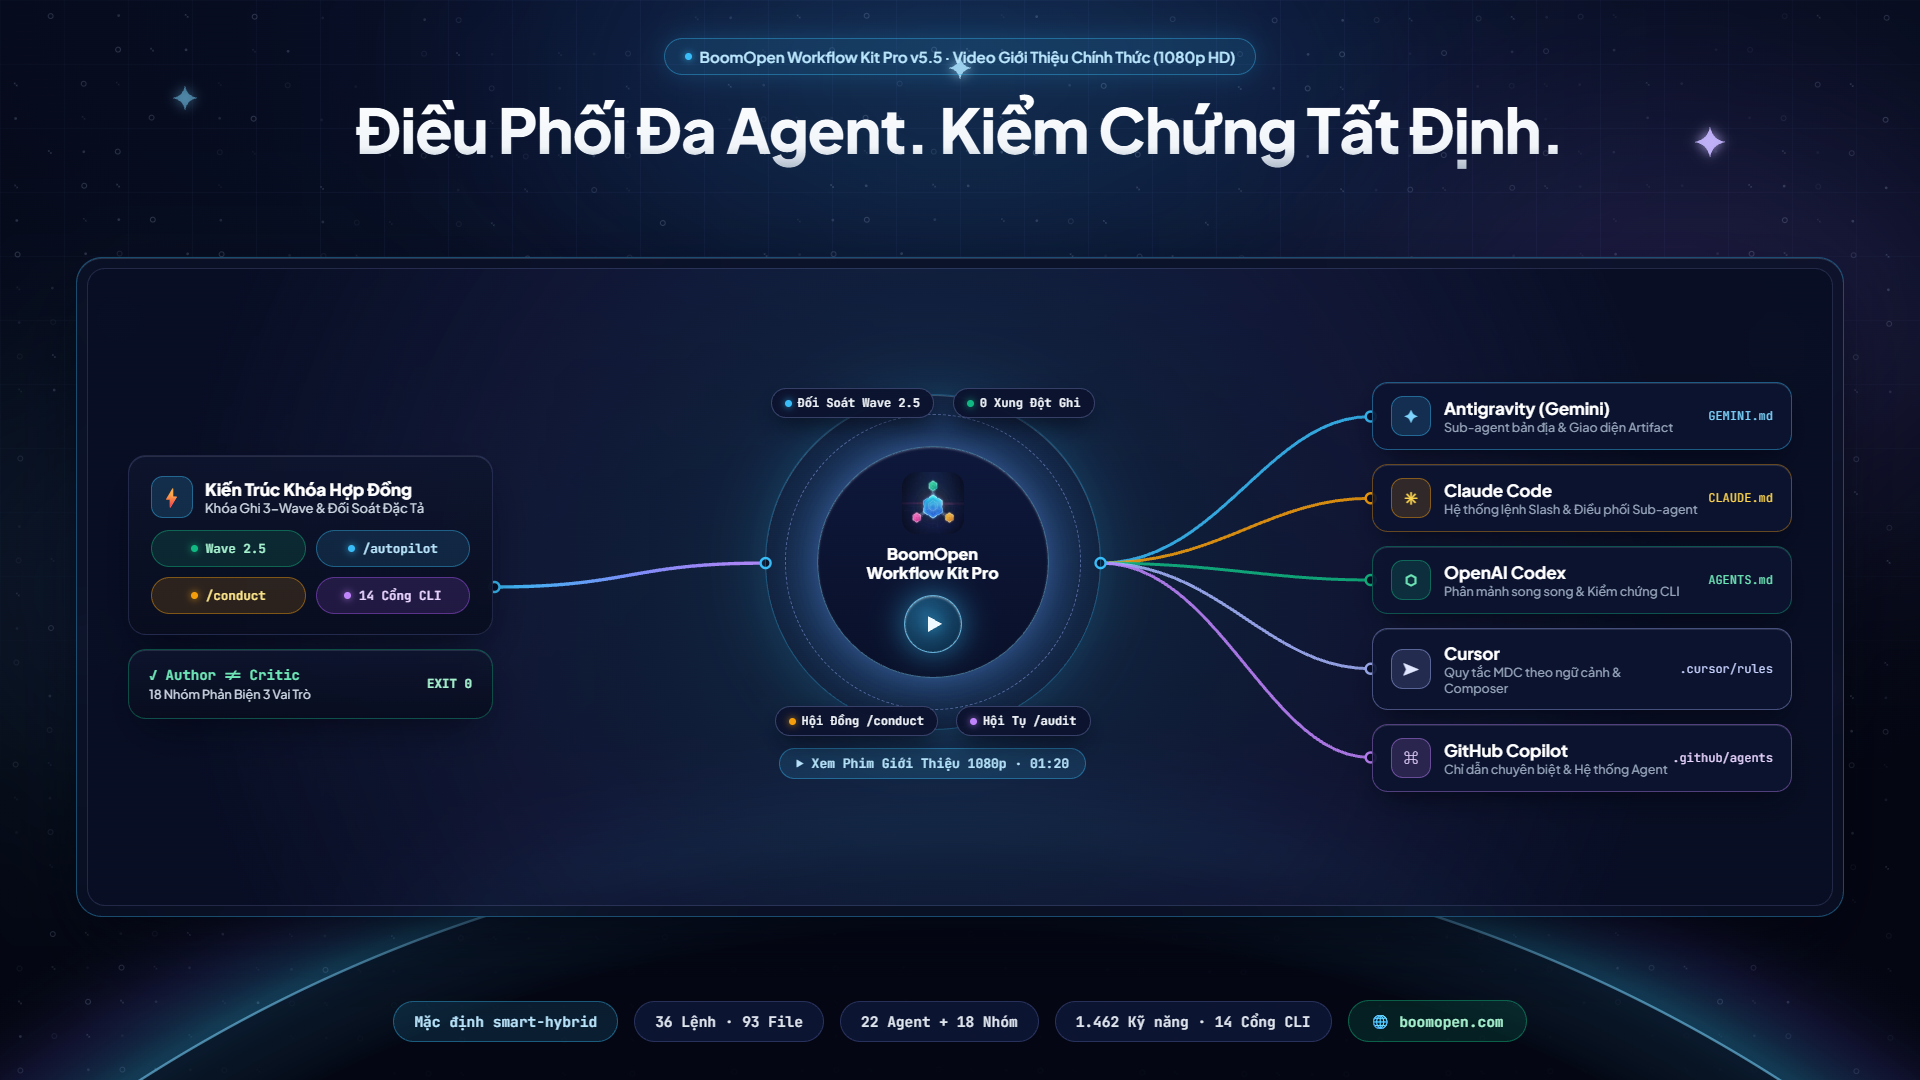 BoomOpen Workflow Kit Pro v5.5 · Video Giới Thiệu Chính Thức (1080p HD)
Điều Phối Đa Agent. Kiểm Chứng Tất Định.
Đối Soát Wave 2.5
0 Xung Đột Ghi
Kiến Trúc Khóa Hợp Đồng
Khóa Ghi 3-Wave & Đối Soát Đặc Tả
Wave 2.5
/autopilot
/conduct
14 Cổng CLI
✓ Author ≠ Critic
18 Nhóm Phản Biện 3 Vai Trò
EXIT 0
BoomOpen
Workflow Kit Pro
Hội Đồng /conduct
Hội Tụ /audit
▶ Xem Phim Giới Thiệu 1080p · 01:20
Antigravity (Gemini)
Sub-agent bản địa & Giao diện Artifact
GEMINI.md
Claude Code
Hệ thống lệnh Slash & Điều phối Sub-agent
CLAUDE.md
OpenAI Codex
Phân mảnh song song & Kiểm chứng CLI
AGENTS.md
Cursor
Quy tắc MDC theo ngữ cảnh &
Composer
.cursor/rules
GitHub Copilot
Chỉ dẫn chuyên biệt & Hệ thống Agent
.github/agents
Mặc định smart-hybrid
36 Lệnh · 93 File
22 Agent + 18 Nhóm
1.462 Kỹ năng · 14 Cổng CLI
boomopen.com